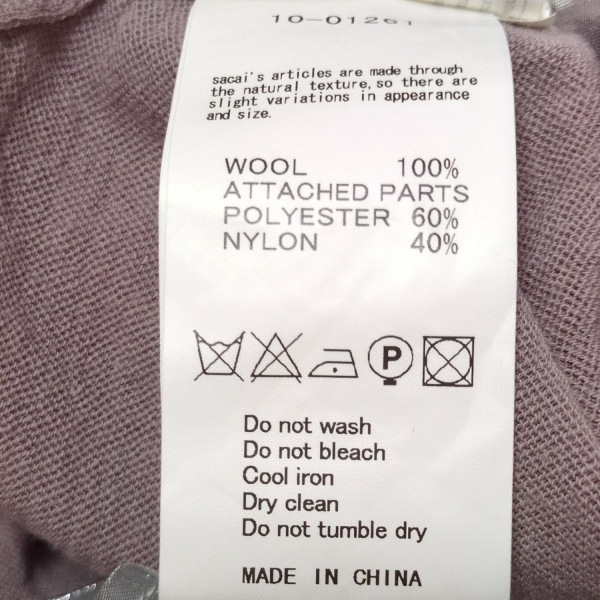 10-01261
sacai's articles are made through
the natural texture, so there are
slight variations in appearance
and size.
WOOL 100%
ATTACHED PARTS
POLYESTER 60%
NYLON 40%
P
Do not wash
Do not bleach
Cool iron
Dry clean
Do not tumble dry
MADE IN CHINA